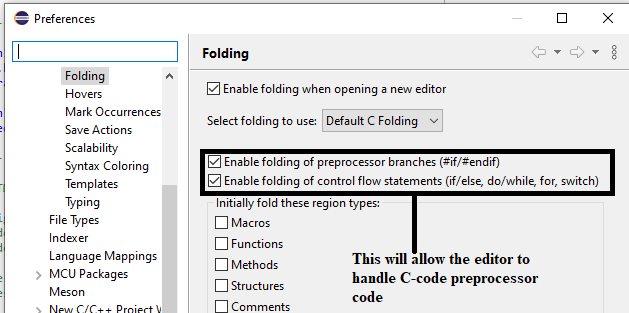 Preferences
Folding
Hovers
Mark Occurrences
Save Actions
Scalability
Syntax Coloring
Templates
Typing
File Types
Indexer
Language Mappings
MCU Packages
Meson
New C/C++ Project W
Folding
Enable folding when opening a new editor
Select folding to use: Default C Folding
Enable folding of preprocessor branches (#if/#endif)
Enable folding of control flow statements (if/else, do/while, for, switch)
Initially fold these region types:
Macros
Functions
Methods
Structures
Comments
This will allow the editor to
handle C-code preprocessor
code